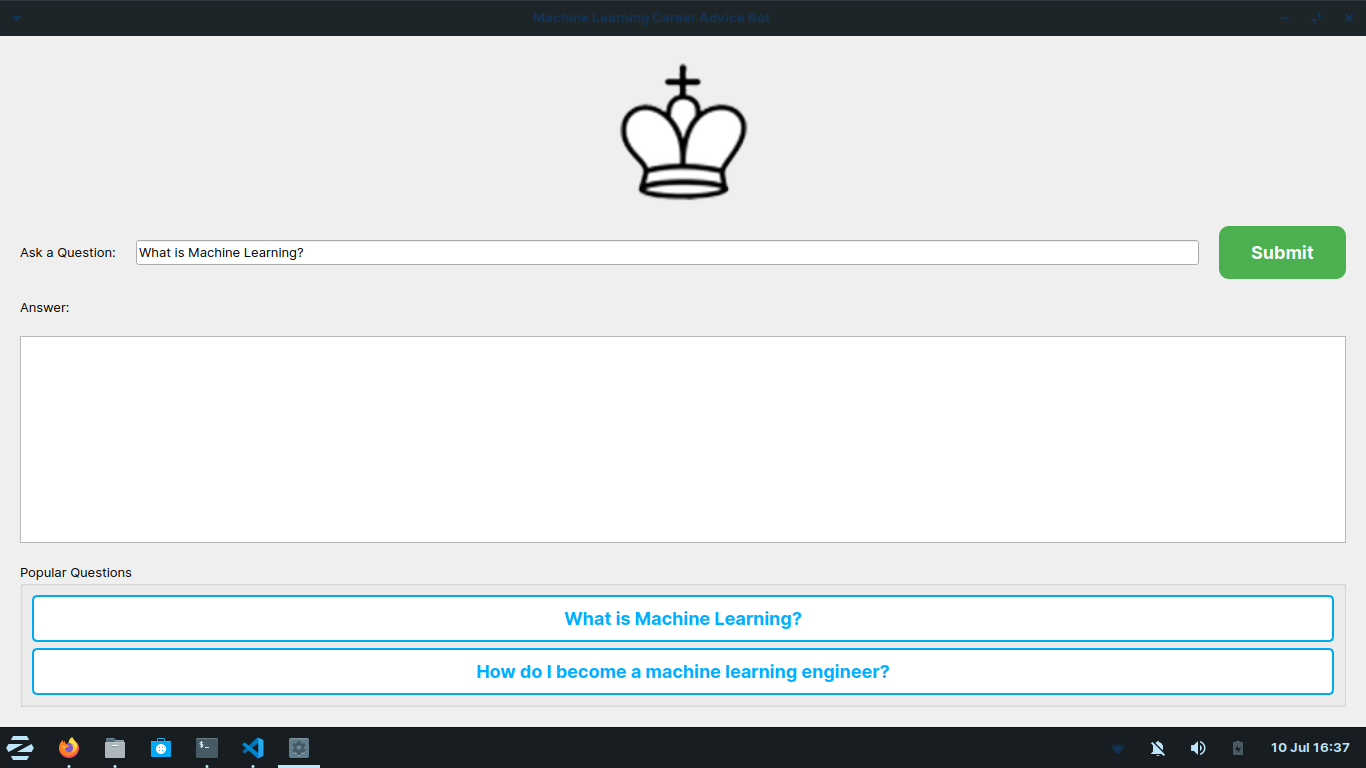 Machine Learning Career Advice Bot
Ask a Question: What is Machine Learning? Submit
Answer:
Popular Questions
What is Machine Learning?
How do I become a machine learning engineer?
10 Jul 16:37